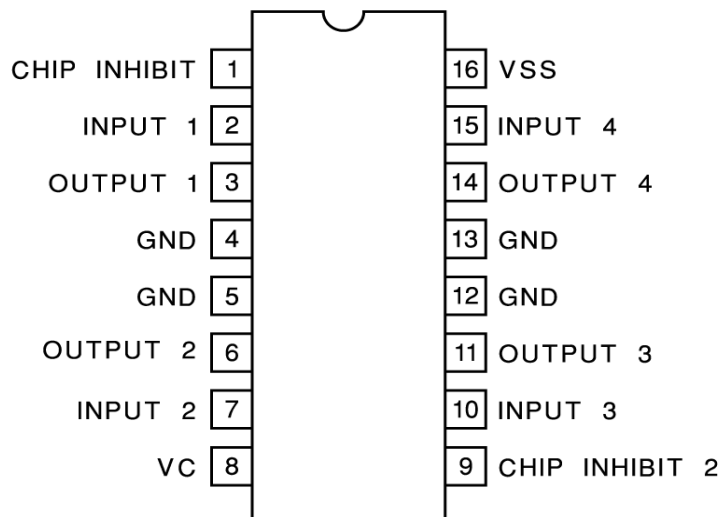 CHIP INHIBIT 1
INPUT 1 2
OUTPUT 1 3
GND 4
GND 5
OUTPUT 2 6
INPUT 2 7
VC 8
16 VSS
15 INPUT 4
14 OUTPUT 4
13 GND
12 GND
11 OUTPUT 3
10 INPUT 3
9 CHIP INHIBIT 2